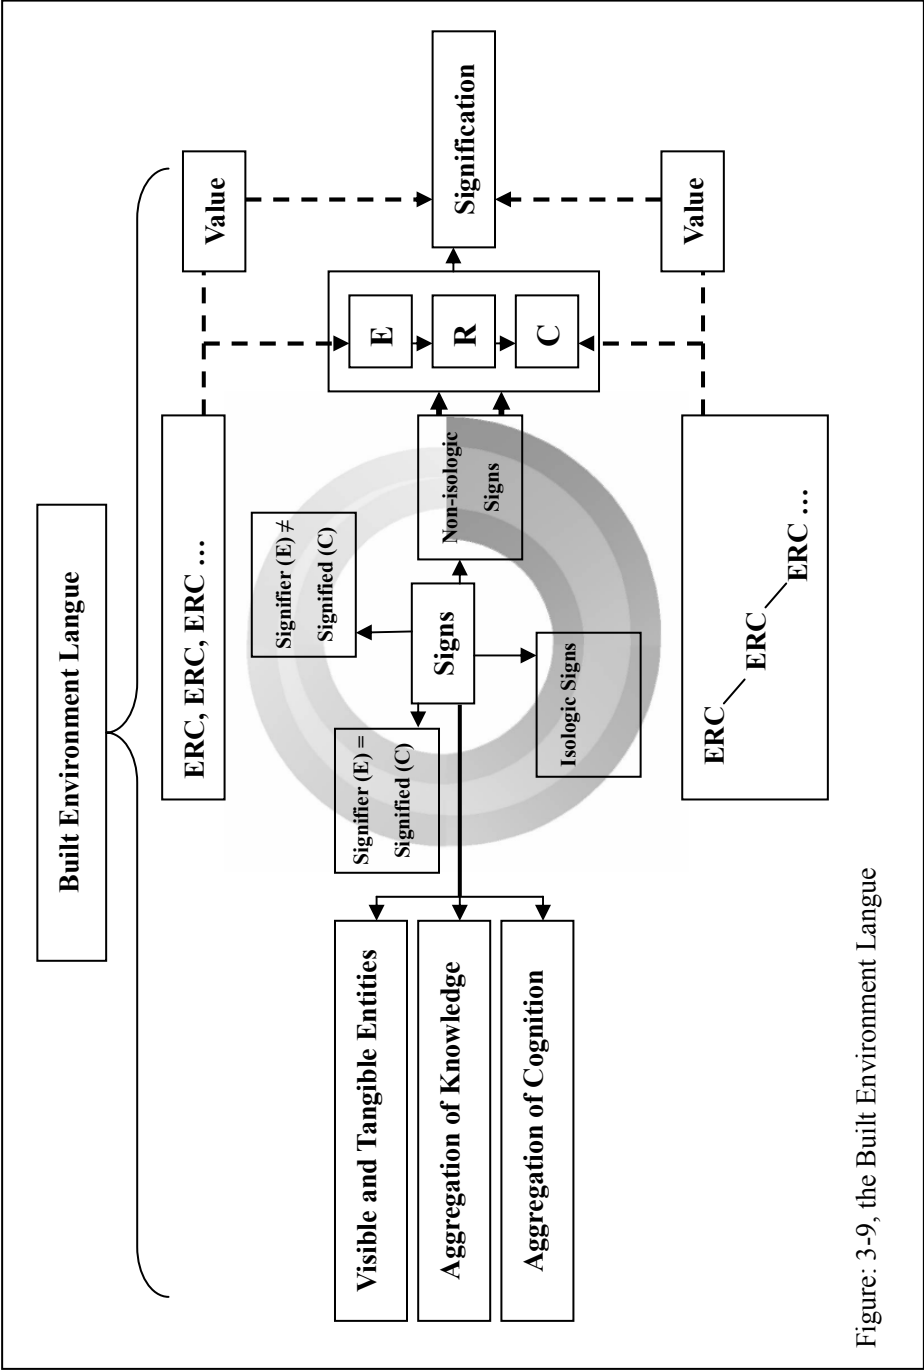 Built Environment Langue
Visible and Tangible Entities
Aggregation of Knowledge
Aggregation of Cognition
Signifier (E) =
Signified (C)
Signifier (E) ≠
Signified (C)
Signs
Isologic Signs
Non-isologic
Signs
ERC, ERC, ERC …
ERC
ERC
ERC …
E
R
C
Value
Value
Signification
Figure: 3-9, the Built Environment Langue